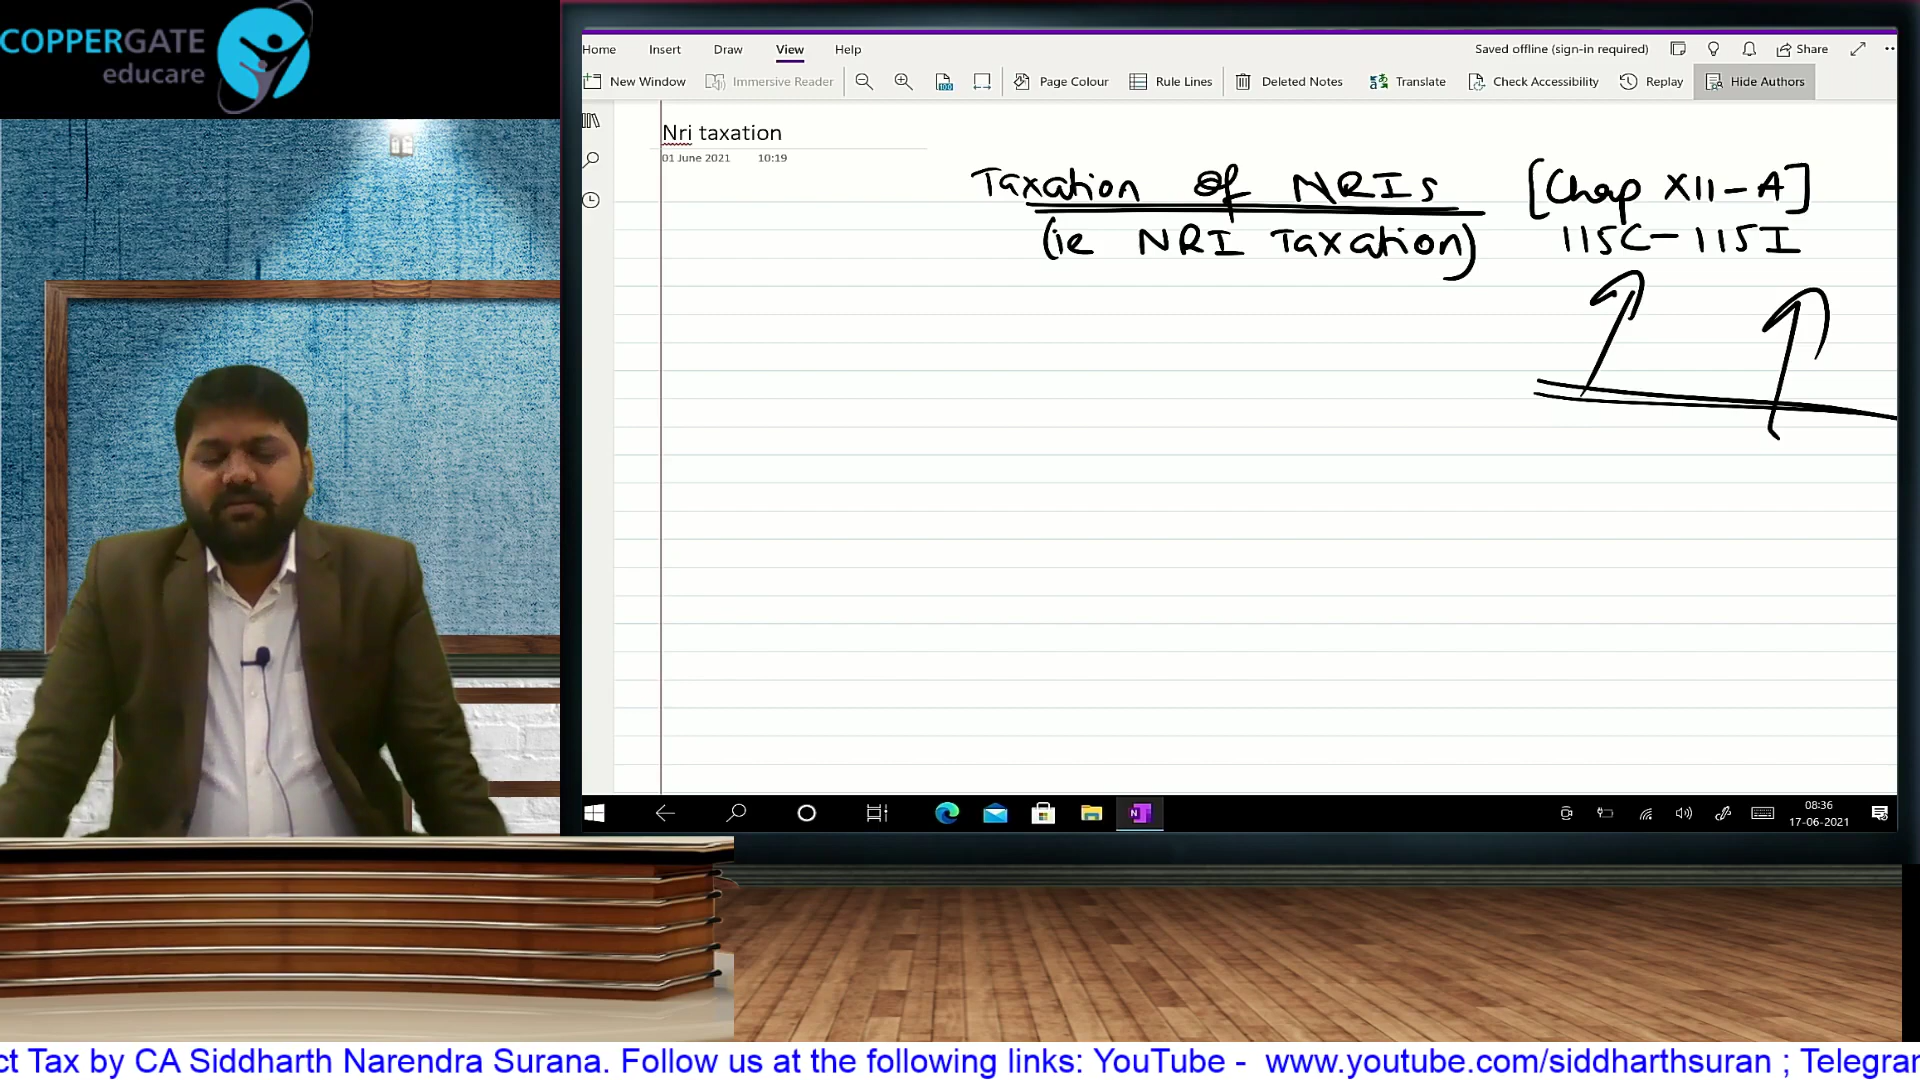 COPPERGATE
educare
Home Insert Draw View Help
Saved offline (sign-in required) Share
New Window Immersive Reader 100 Page Colour Rule Lines Deleted Notes Translate Check Accessibility Replay Hide Authors
Nri taxation
01 June 2021 10:19
Taxation of NRIs [Chap XII-A]
(ie NRI Taxation) 115C-115I
N
08:36
17-06-2021
ct Tax by CA Siddharth Narendra Surana. Follow us at the following links: YouTube - www.youtube.com/siddharthsuran ; Telegra